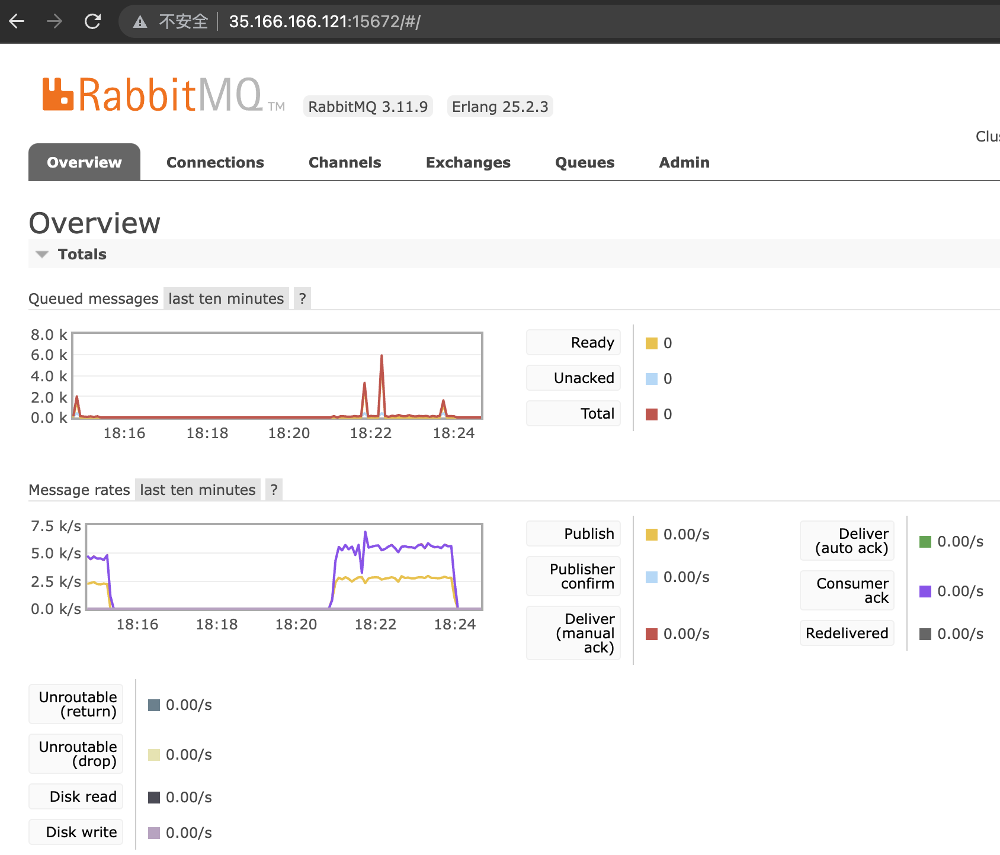 不安全 35.166.166.121:15672/#/
RabbitMQ TM RabbitMQ 3.11.9 Erlang 25.2.3
Clus
Overview Connections Channels Exchanges Queues Admin
Overview
Totals
Queued messages last ten minutes ?
8.0 k
6.0 k
4.0 k
2.0 k
0.0 k
18:16 18:18 18:20 18:22 18:24
Ready 0
Unacked 0
Total 0
Message rates last ten minutes ?
7.5 k/s
5.0 k/s
2.5 k/s
0.0 k/s
18:16 18:18 18:20 18:22 18:24
Publish 0.00/s
Publisher
confirm 0.00/s
Deliver
(manual
ack) 0.00/s
Deliver
(auto ack) 0.00/s
Consumer
ack 0.00/s
Redelivered 0.00/s
Unroutable
(return) 0.00/s
Unroutable
(drop) 0.00/s
Disk read 0.00/s
Disk write 0.00/s